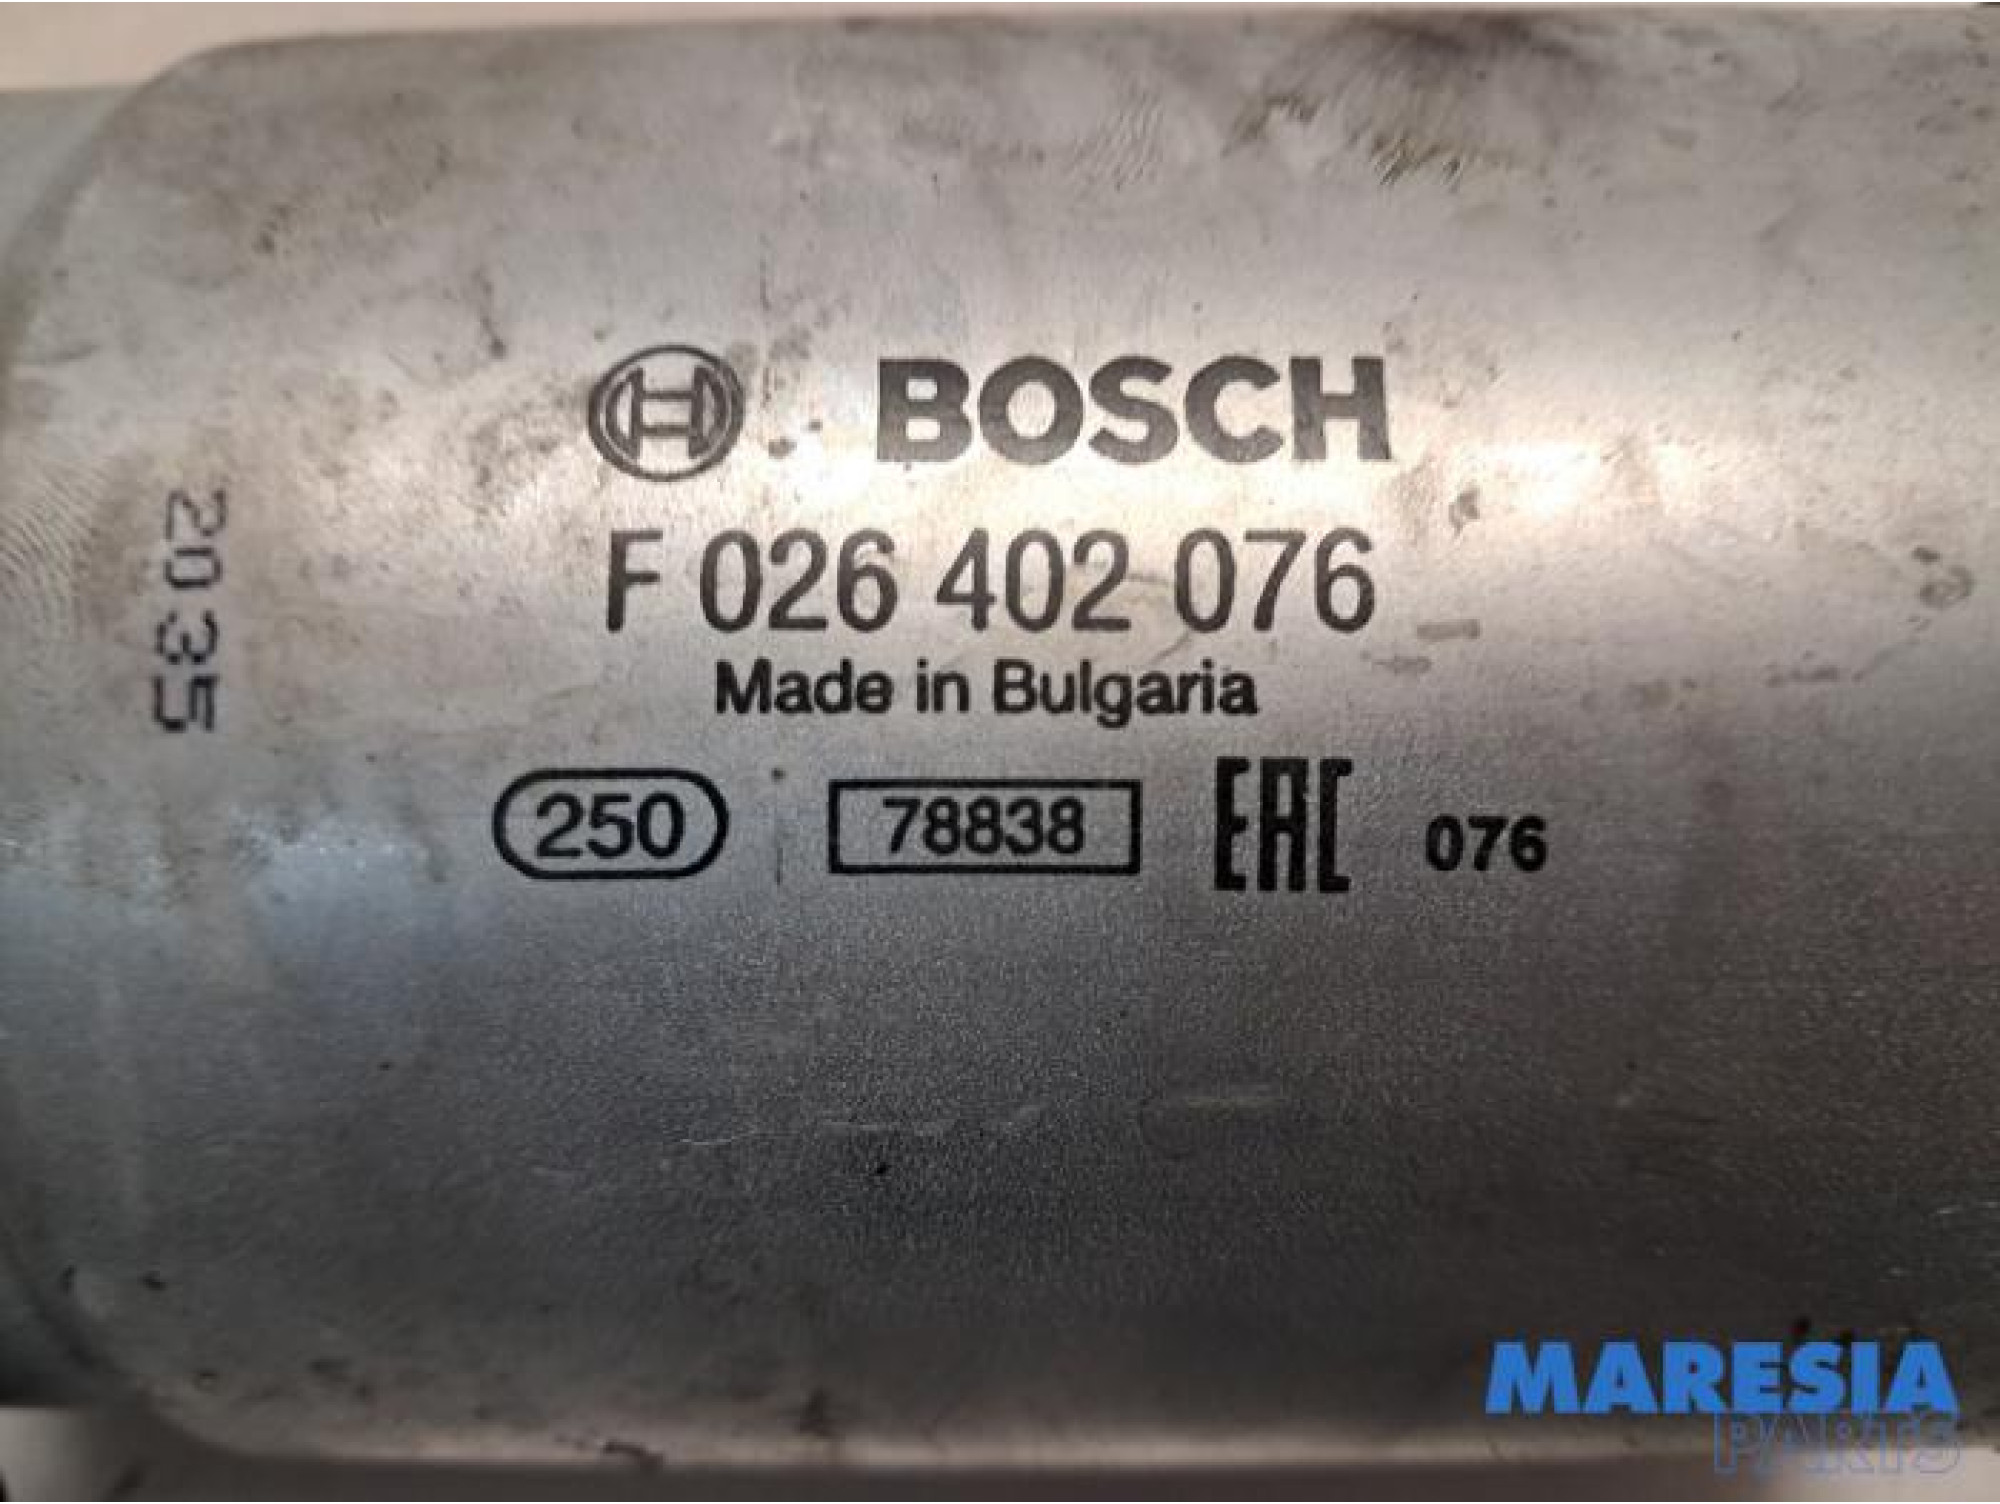 BOSCH
F 026 402 076
Made in Bulgaria
250 78838 EAC 076
2035
MARESIA
PARTS